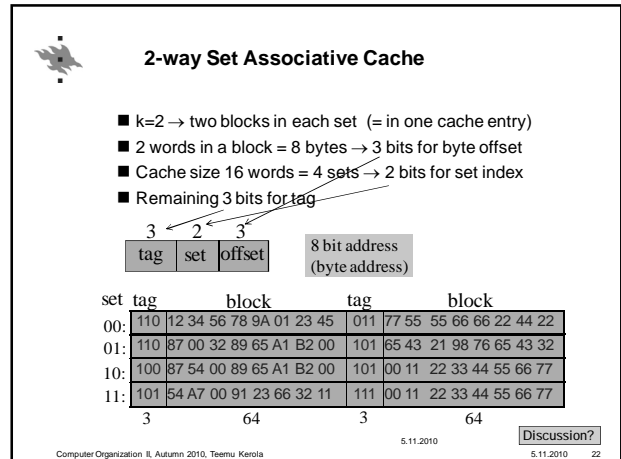 2-way Set Associative Cache
■ k=2 → two blocks in each set (= in one cache entry)
■ 2 words in a block = 8 bytes → 3 bits for byte offset
■ Cache size 16 words = 4 sets → 2 bits for set index
■ Remaining 3 bits for tag
3 2 3
tag set offset
8 bit address
(byte address)
set tag block tag block
00: 110 12 34 56 78 9A 01 23 45 011 77 55 55 66 66 22 44 22
01: 110 87 00 32 89 65 A1 B2 00 101 65 43 21 98 76 65 43 32
10: 100 87 54 00 89 65 A1 B2 00 101 00 11 22 33 44 55 66 77
11: 101 54 A7 00 91 23 66 32 11 111 00 11 22 33 44 55 66 77
3 64 3 64
5.11.2010
Discussion?
Computer Organization II, Autumn 2010, Teemu Kerola 5.11.2010 22